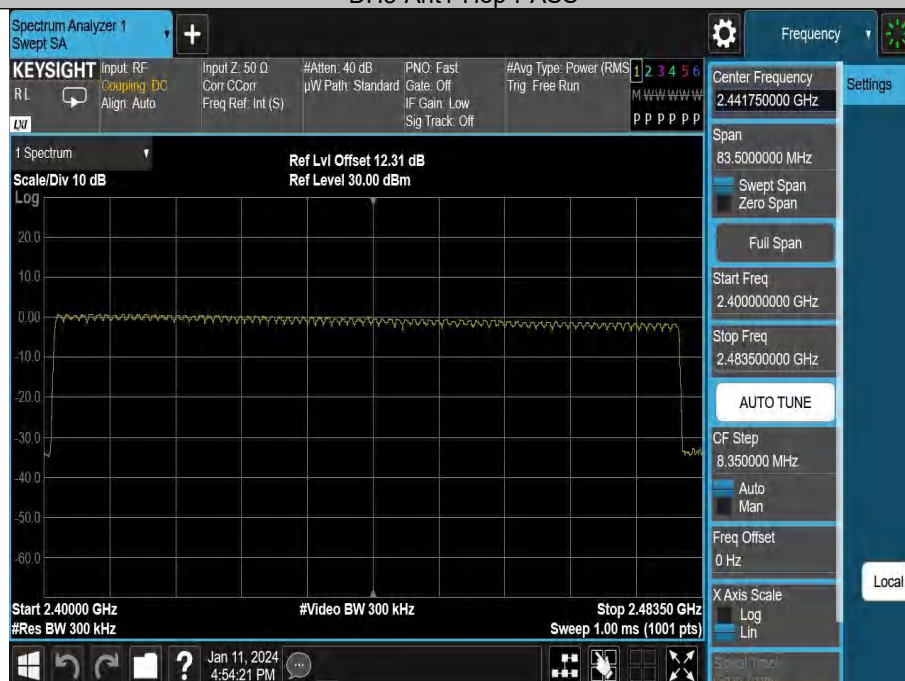 DH5 Ant1 Hop PASS
Spectrum Analyzer 1
Swept SA
+
Frequency
KEYSIGHT
RL
LXI
Input: RF
Coupling: DC
Align: Auto
Input Z: 50 Ω
Corr CCorr
Freq Ref: Int (S)
#Atten: 40 dB
µW Path: Standard
PNO: Fast
Gate: Off
IF Gain: Low
Sig Track: Off
#Avg Type: Power (RMS
Trig: Free Run
1 2 3 4 5 6
M W W W W W
P P P P P P
Settings
Center Frequency
2.441750000 GHz
Span
83.5000000 MHz
Swept Span
Zero Span
Full Span
Start Freq
2.400000000 GHz
Stop Freq
2.483500000 GHz
AUTO TUNE
CF Step
8.350000 MHz
Auto
Man
Freq Offset
0 Hz
X Axis Scale
Log
Lin
Signal Track
Local
1 Spectrum
Scale/Div 10 dB
Log
Ref Lvl Offset 12.31 dB
Ref Level 30.00 dBm
20.0
10.0
0.00
-10.0
-20.0
-30.0
-40.0
-50.0
-60.0
Start 2.40000 GHz
#Res BW 300 kHz
#Video BW 300 kHz
Stop 2.48350 GHz
Sweep 1.00 ms (1001 pts)
?
Jan 11, 2024
4:54:21 PM